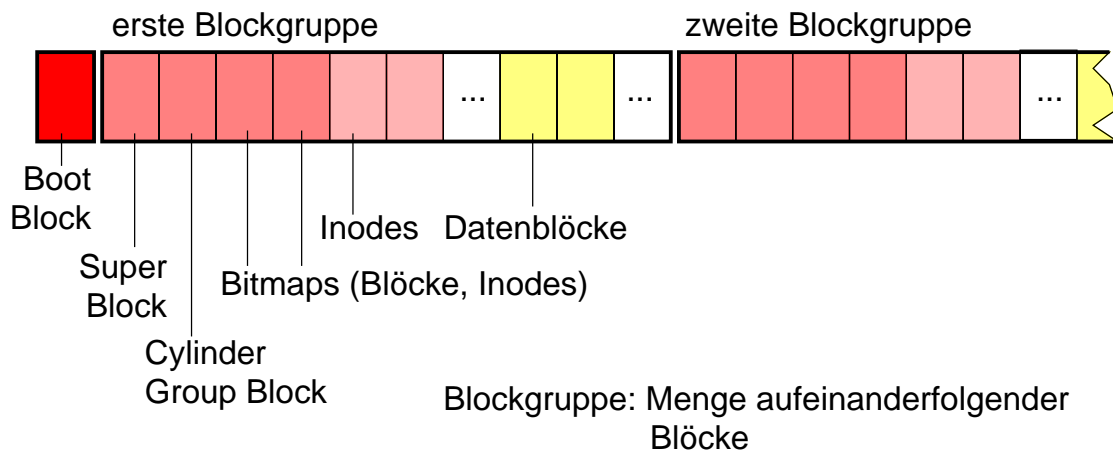 erste Blockgruppe
zweite Blockgruppe
...
...
...
Boot
Block
Inodes
Datenblöcke
Super
Block
Bitmaps (Blöcke, Inodes)
Cylinder
Group Block
Blockgruppe: Menge aufeinanderfolgender
Blöcke